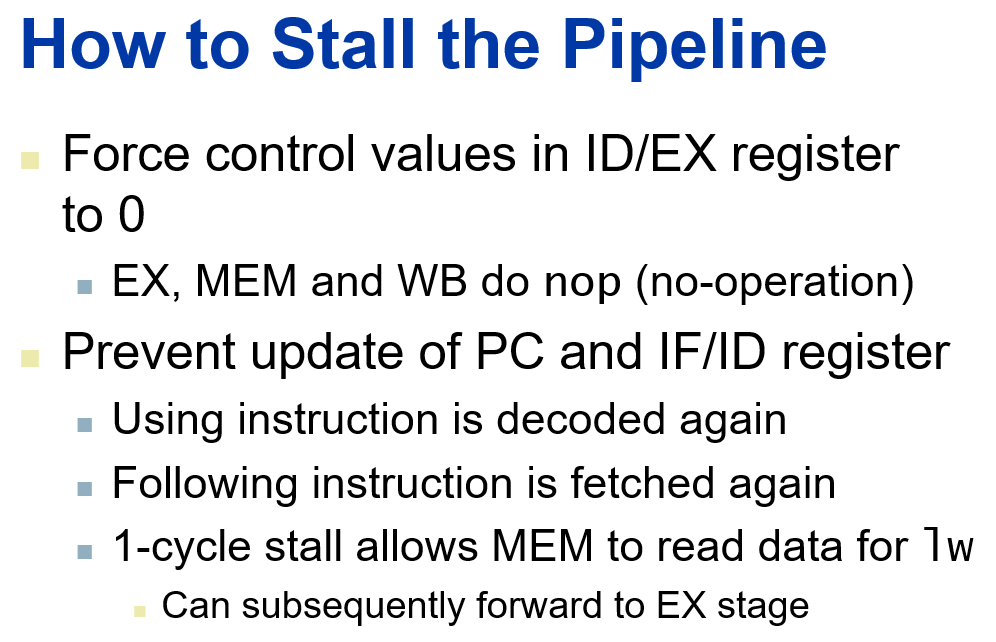 How to Stall the Pipeline
Force control values in ID/EX register
to 0
EX, MEM and WB do nop (no-operation)
Prevent update of PC and IF/ID register
Using instruction is decoded again
Following instruction is fetched again
1-cycle stall allows MEM to read data for lw
Can subsequently forward to EX stage